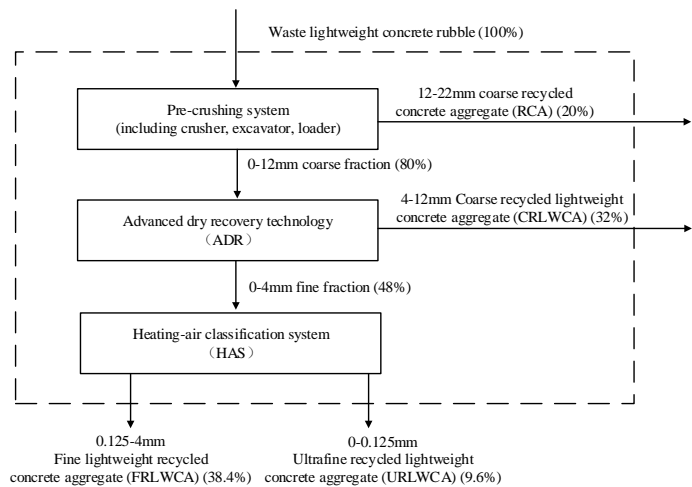 Waste lightweight concrete rubble (100%)
Pre-crushing system
(including crusher, excavator, loader)
12-22mm coarse recycled
concrete aggregate (RCA) (20%)
0-12mm coarse fraction (80%)
Advanced dry recovery technology
（ADR）
4-12mm Coarse recycled lightweight
concrete aggregate (CRLWCA) (32%)
0-4mm fine fraction (48%)
Heating-air classification system
（HAS）
0.125-4mm
Fine lightweight recycled
concrete aggregate (FRLWCA) (38.4%)
0-0.125mm
Ultrafine recycled lightweight
concrete aggregate (URLWCA) (9.6%)